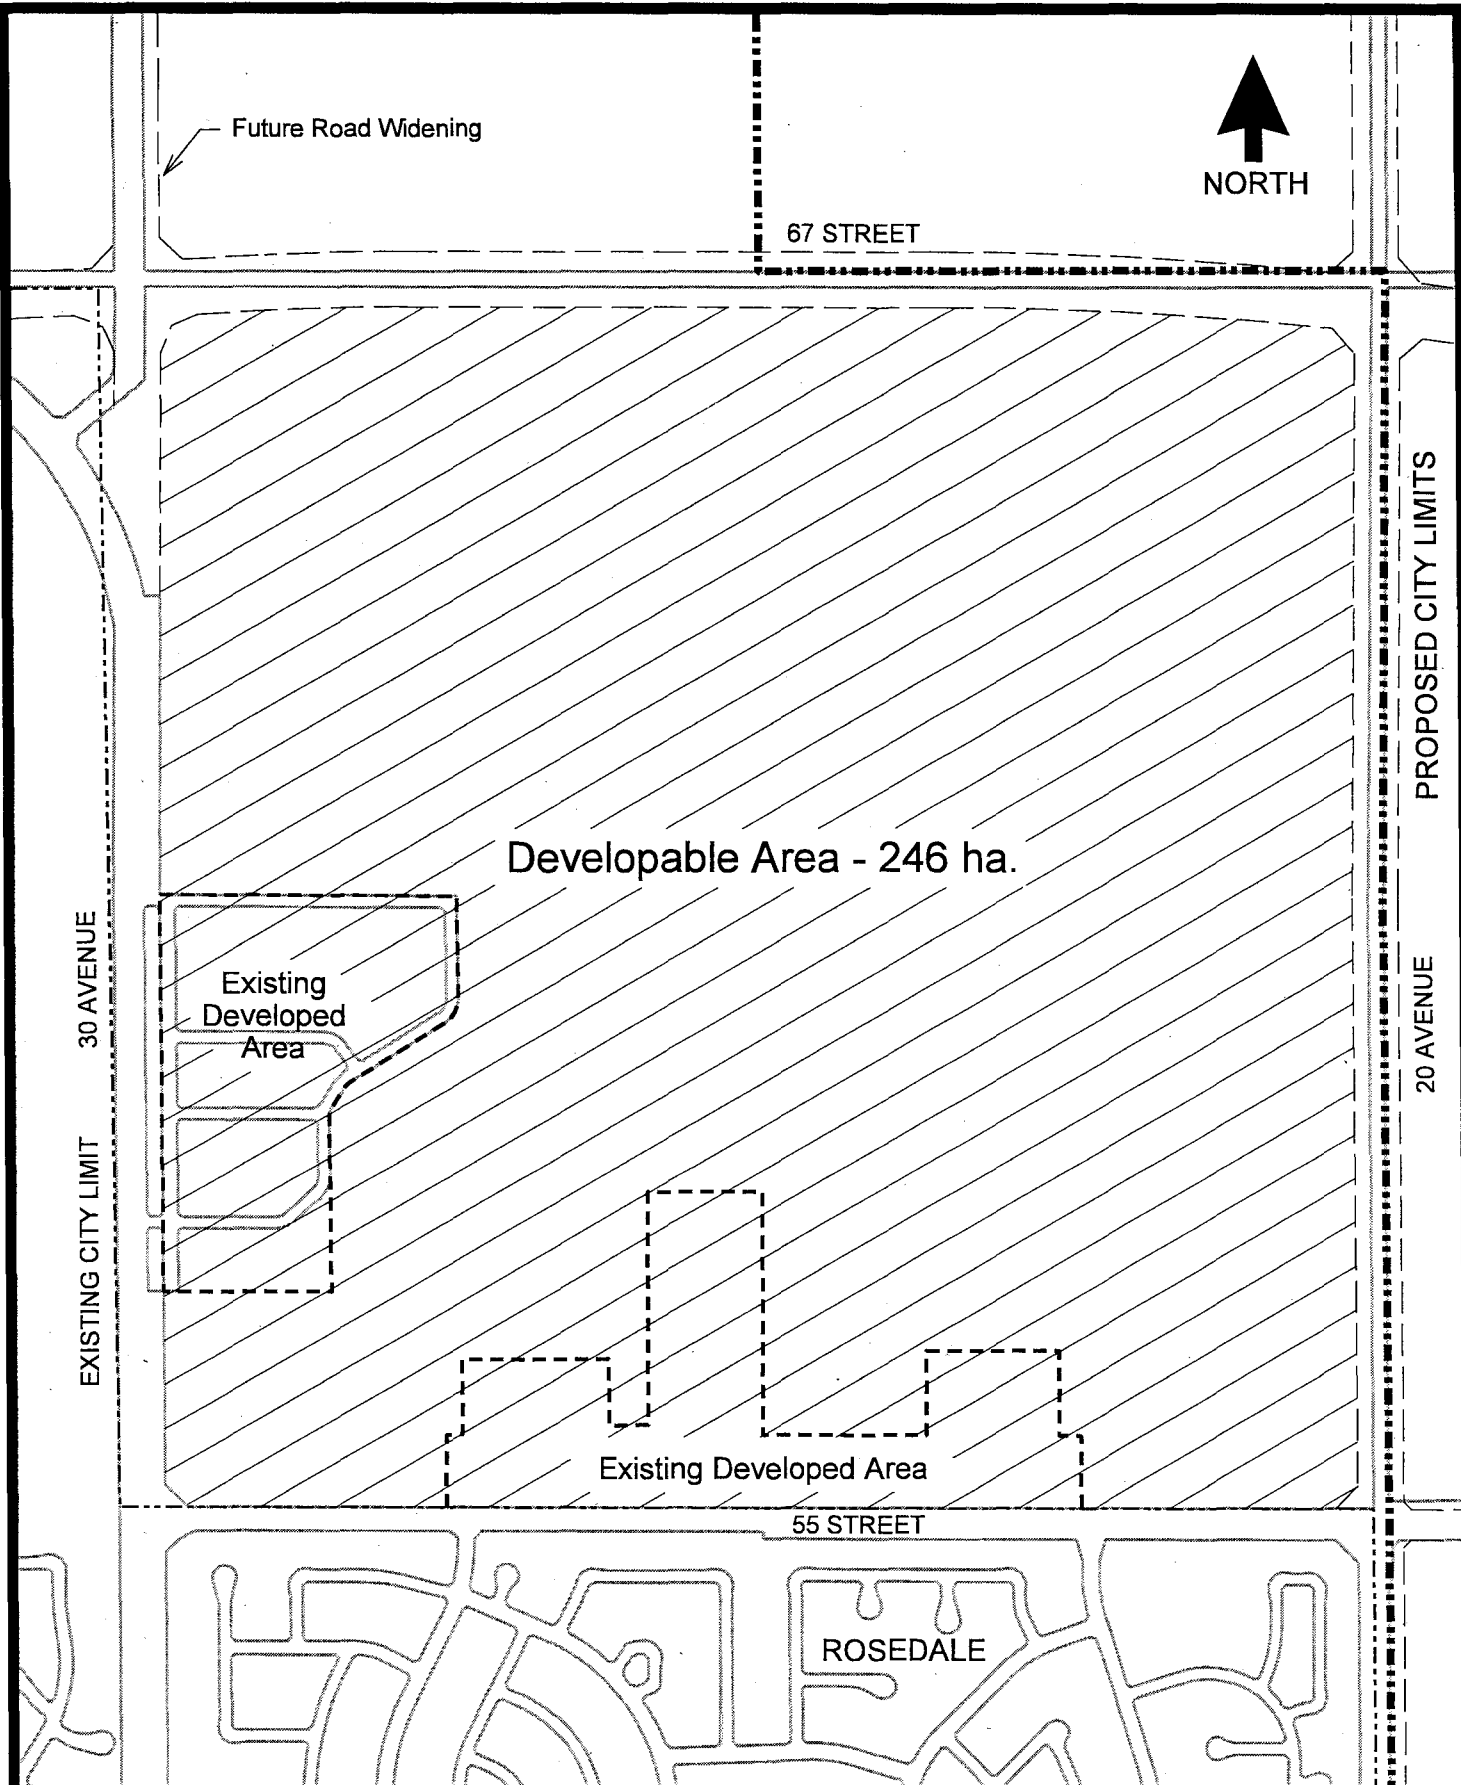 Future Road Widening
NORTH
67 STREET
PROPOSED CITY LIMITS
Developable Area - 246 ha.
30 AVENUE
Existing
Developed
Area
20 AVENUE
EXISTING CITY LIMIT
Existing Developed Area
55 STREET
ROSEDALE